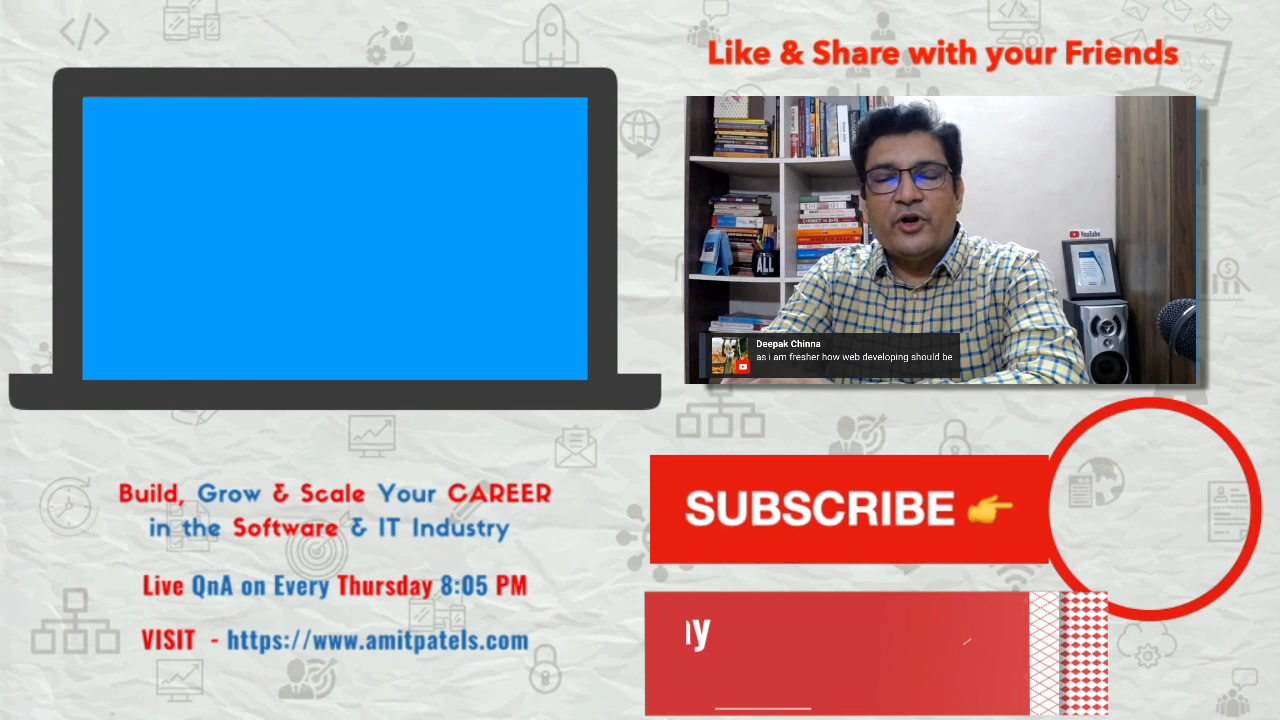 Like & Share with your Friends
YouTube
ALL
Deepak Chinna
as i am fresher how web developing should be
SUBSCRIBE
Build, Grow & Scale Your CAREER
in the Software & IT Industry
Live QnA on Every Thursday 8:05 PM
VISIT - https://www.amitpatels.com